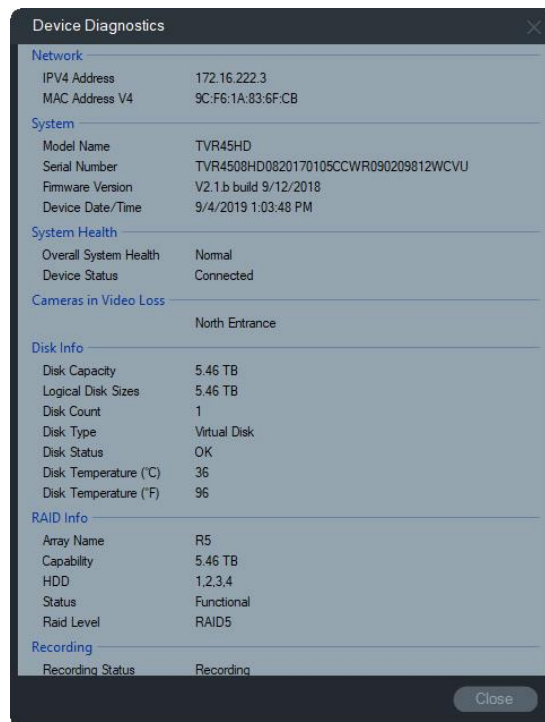 Device Diagnostics
Network
IPV4 Address 172.16.222.3
MAC Address V4 9C:F6:1A:83:6F:CB
System
Model Name TVR45HD
Serial Number TVR4508HD0820170105CCWR090209812WCVU
Firmware Version V2.1.b build 9/12/2018
Device Date/Time 9/4/2019 1:03:48 PM
System Health
Overall System Health Normal
Device Status Connected
Cameras in Video Loss
North Entrance
Disk Info
Disk Capacity 5.46 TB
Logical Disk Sizes 5.46 TB
Disk Count 1
Disk Type Virtual Disk
Disk Status OK
Disk Temperature (°C) 36
Disk Temperature (°F) 96
RAID Info
Array Name R5
Capability 5.46 TB
HDD 1,2,3,4
Status Functional
Raid Level RAID5
Recording
Recording Status Recording
Close